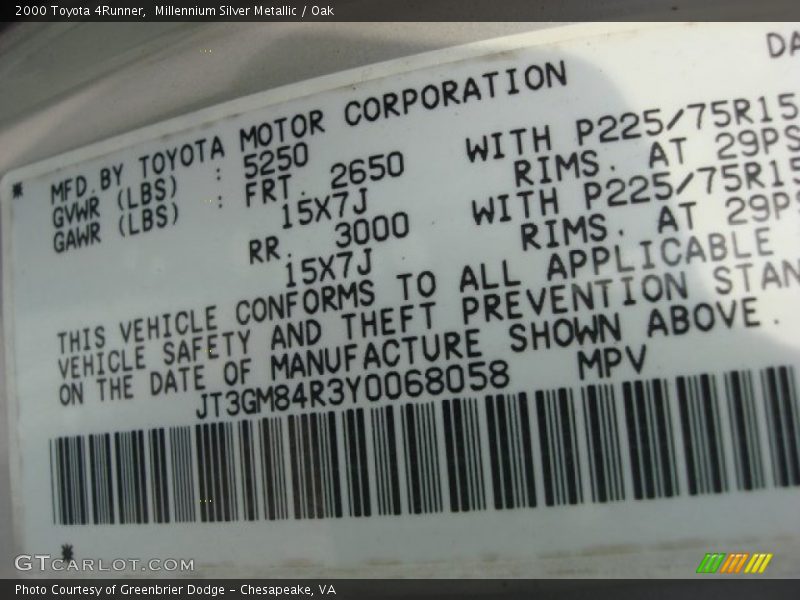 2000 Toyota 4Runner,  Millennium Silver Metallic / Oak
DA
MFD.BY TOYOTA MOTOR CORPORATION
GVWR (LBS) : 5250
GAWR (LBS) : FRT. 2650 WITH P225/75R15
15X7J RIMS. AT 29PS
RR. 3000 WITH P225/75R15
15X7J RIMS. AT 29PS
THIS VEHICLE CONFORMS TO ALL APPLICABLE
VEHICLE SAFETY AND THEFT PREVENTION STAN
ON THE DATE OF MANUFACTURE SHOWN ABOVE.
JT3GM84R3Y0068058 MPV
GTCARLOT.COM
Photo Courtesy of Greenbrier Dodge – Chesapeake, VA